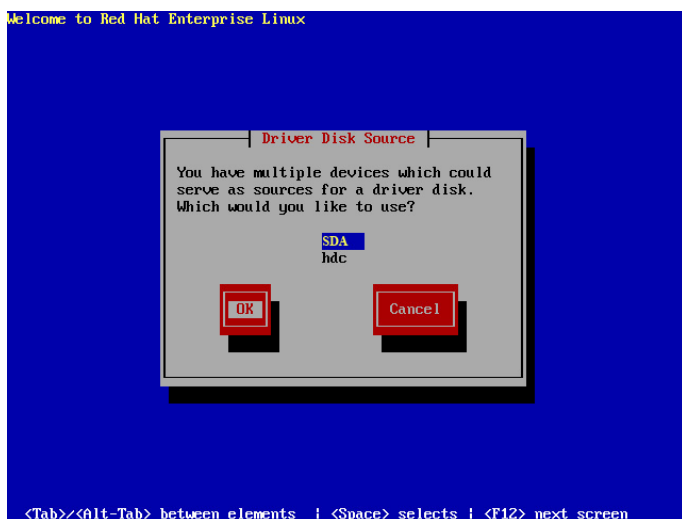 Welcome to Red Hat Enterprise Linux
Driver Disk Source
You have multiple devices which could
serve as sources for a driver disk.
Which would you like to use?
SDA
hdc
OK Cancel
<Tab>/<Alt-Tab> between elements | <Space> selects | <F12> next screen